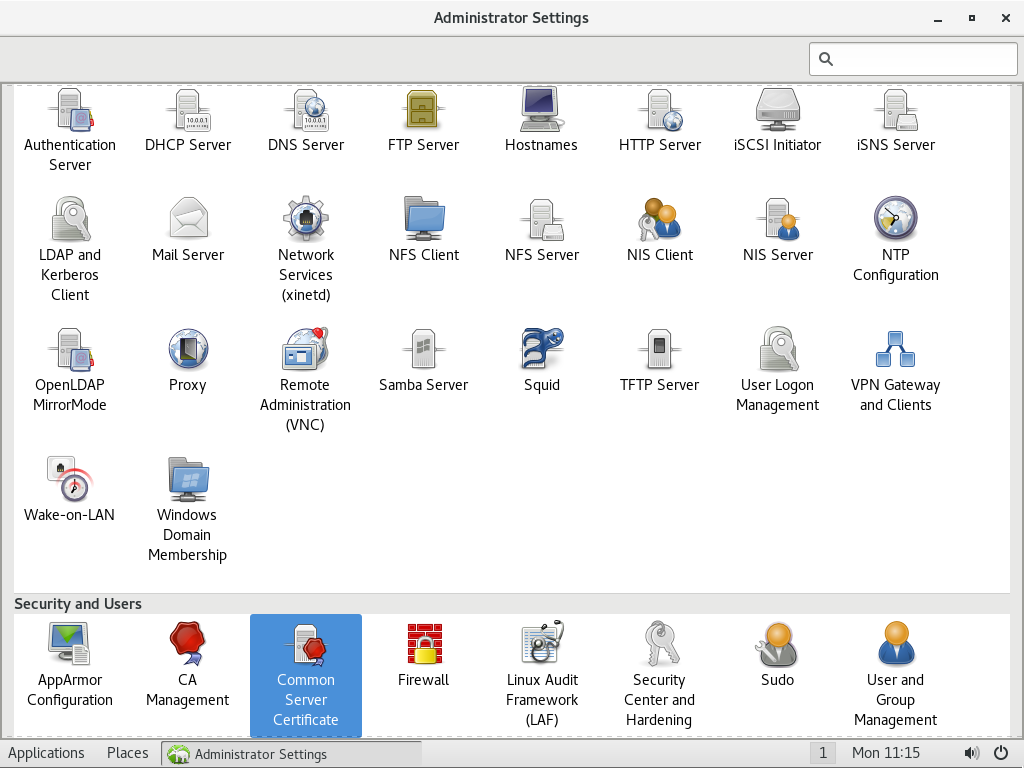 Administrator Settings
Authentication
Server
DHCP Server
DNS Server
FTP Server
Hostnames
HTTP Server
iSCSI Initiator
iSNS Server
LDAP and
Kerberos
Client
Mail Server
Network
Services
(xinetd)
NFS Client
NFS Server
NIS Client
NIS Server
NTP
Configuration
OpenLDAP
MirrorMode
Proxy
Remote
Administration
(VNC)
Samba Server
Squid
TFTP Server
User Logon
Management
VPN Gateway
and Clients
Wake-on-LAN
Windows
Domain
Membership
Security and Users
AppArmor
Configuration
CA
Management
Common
Server
Certificate
Firewall
Linux Audit
Framework
(LAF)
Security
Center and
Hardening
Sudo
User and
Group
Management
Applications
Places
Administrator Settings
1
Mon 11:15